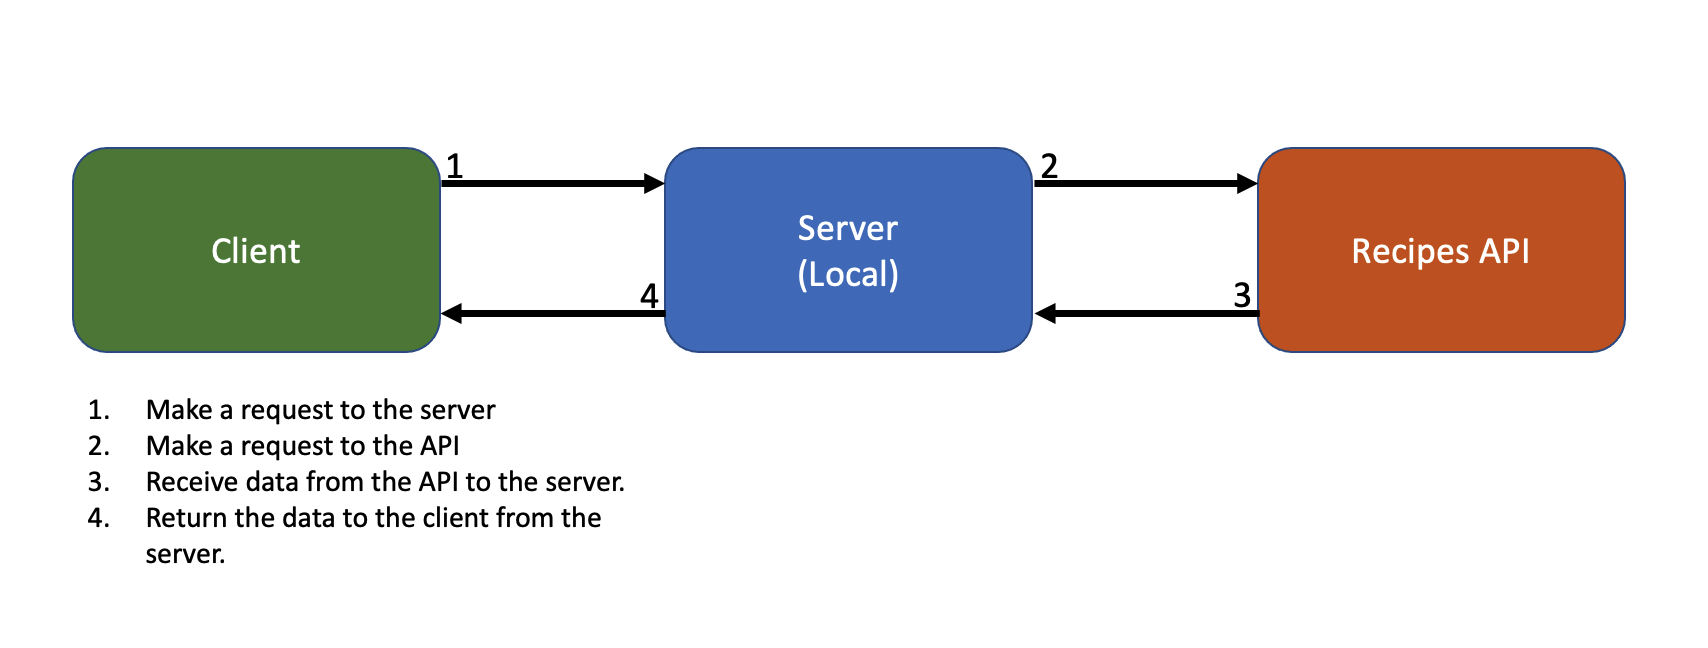 1
2
Client
Server
(Local)
Recipes API
4
3
1. Make a request to the server
2. Make a request to the API
3. Receive data from the API to the server.
4. Return the data to the client from the
server.